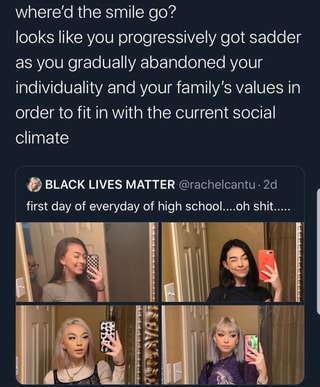 where'd the smile go?
looks like you progressively got sadder
as you gradually abandoned your
individuality and your family's values in
order to fit in with the current social
climate
BLACK LIVES MATTER @rachelcantu · 2d
first day of everyday of high school....oh shit.....